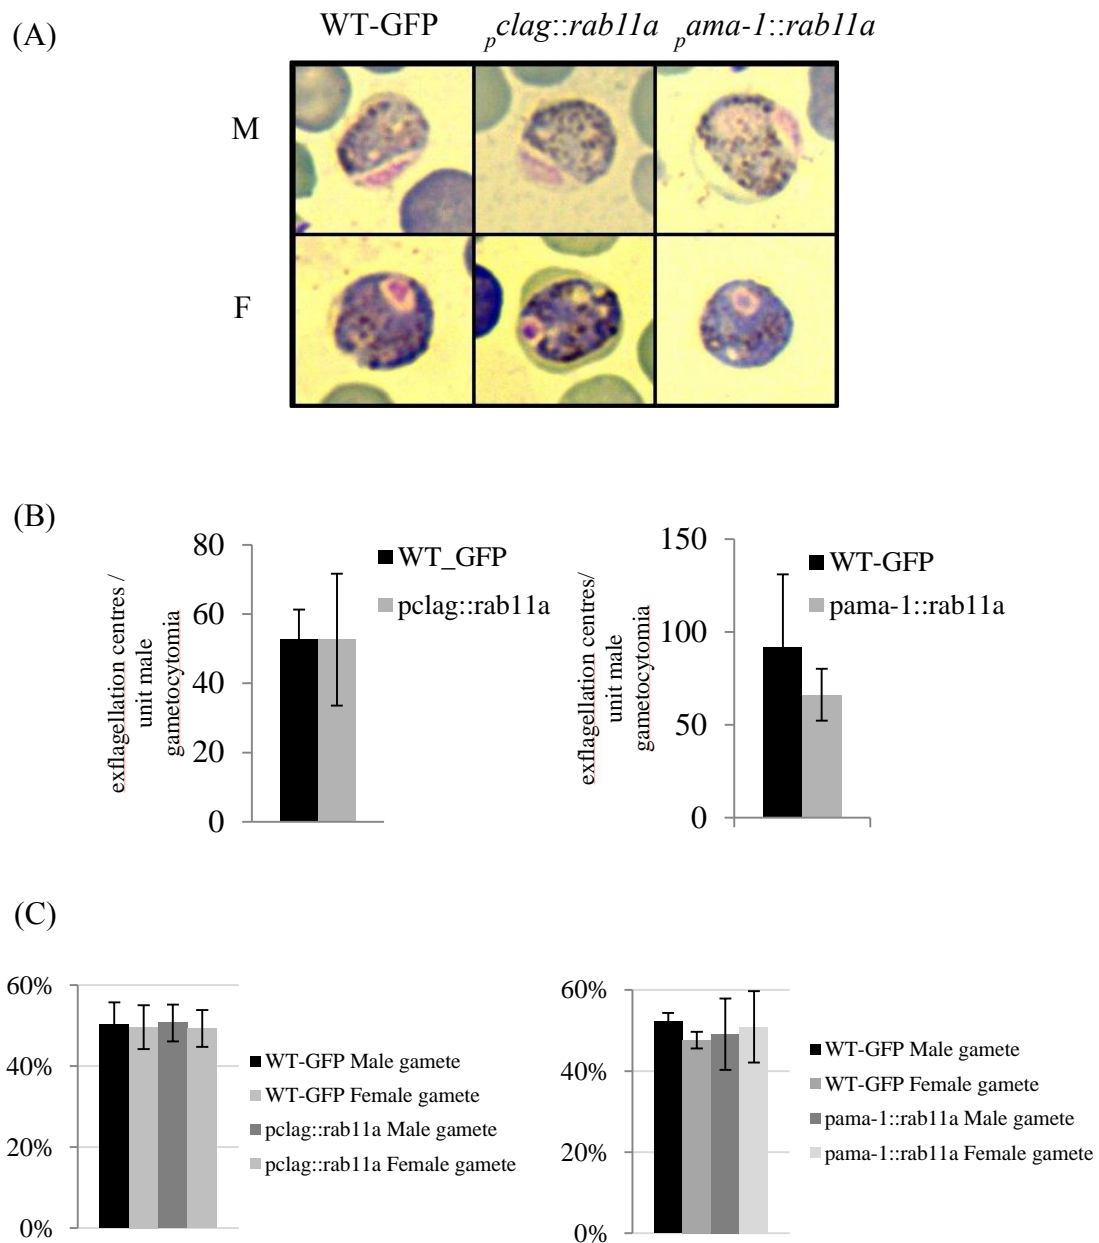 (A)
WT-GFP pclag::rab11a pama-1::rab11a
M
F
(B)
80
60
40
20
0
exflagellation centres /
unit male
gametocytomia
WT_GFP
pclag::rab11a
150
100
50
0
exflagellation centres/
unit male
gametocytomia
WT-GFP
pama-1::rab11a
(C)
60%
40%
20%
0%
WT-GFP Male gamete
WT-GFP Female gamete
pclag::rab11a Male gamete
pclag::rab11a Female gamete
60%
40%
20%
0%
WT-GFP Male gamete
WT-GFP Female gamete
pama-1::rab11a Male gamete
pama-1::rab11a Female gamete